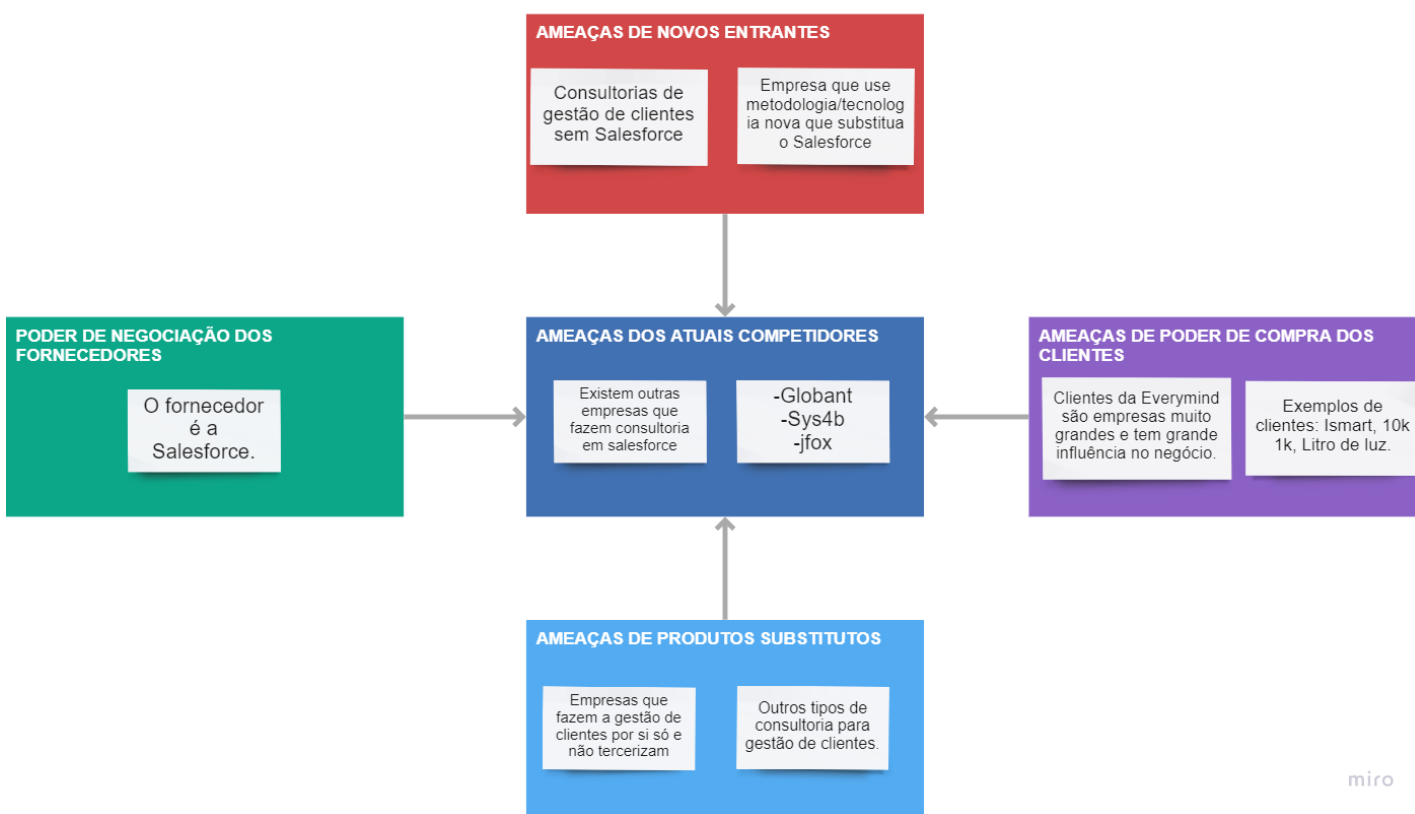 AMEAÇAS DE NOVOS ENTRANTES
Consultorias de
gestão de clientes
sem Salesforce
Empresa que use
metodologia/tecnolog
ia nova que substitua
o Salesforce
PODER DE NEGOCIAÇÃO DOS
FORNECEDORES
O fornecedor
é a
Salesforce.
AMEAÇAS DOS ATUAIS COMPETIDORES
Existem outras
empresas que
fazem consultoria
em salesforce
-Globant
-Sys4b
-jfox
AMEAÇAS DE PODER DE COMPRA DOS
CLIENTES
Clientes da Everymind
são empresas muito
grandes e tem grande
influência no negócio.
Exemplos de
clientes: Ismart, 10k
1k, Litro de luz.
AMEAÇAS DE PRODUTOS SUBSTITUTOS
Empresas que
fazem a gestão de
clientes por si só e
não tercerizam
Outros tipos de
consultoria para
gestão de clientes.
miro